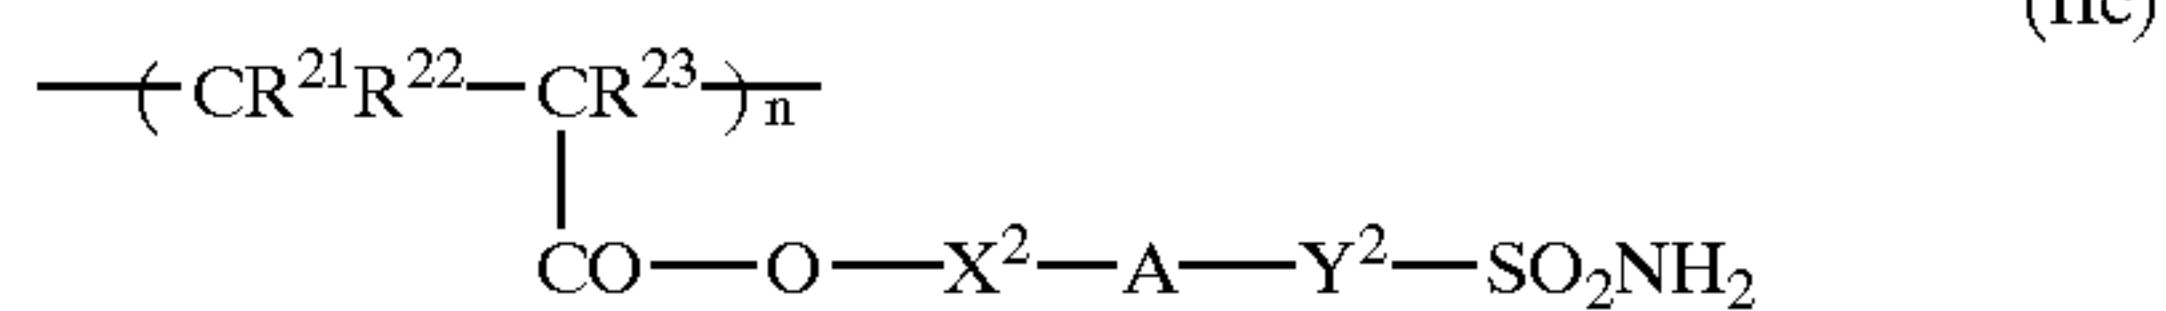 (IIc)
—( CR²¹R²²—CR²³ )ₙ
CO—O—X²—A—Y²—SO₂NH₂